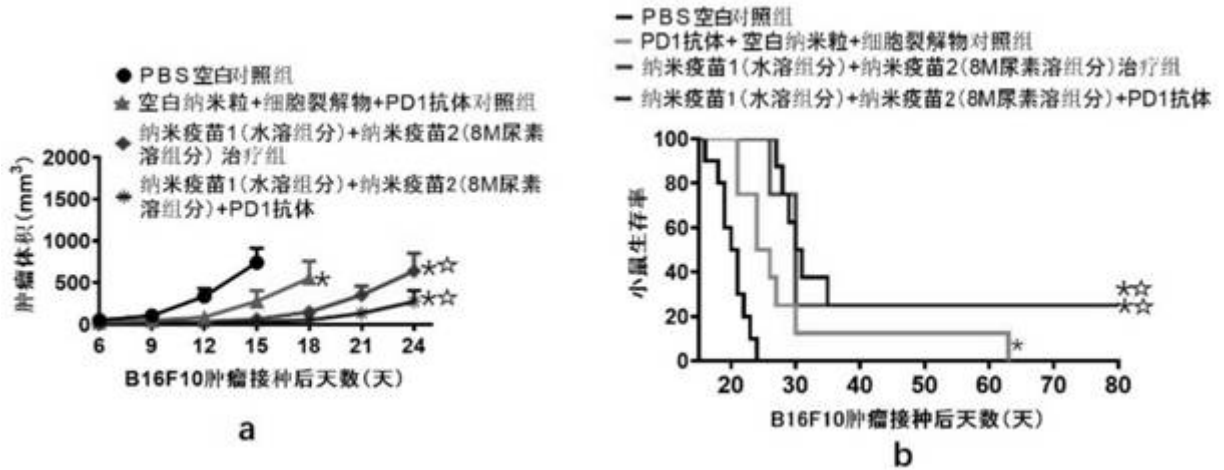 PBS空白对照组
空白纳米粒+细胞裂解物+PD1抗体对照组
纳米疫苗1(水溶组分)+纳米疫苗2(8M尿素
溶组分) 治疗组
纳米疫苗1(水溶组分)+纳米疫苗2(8M尿素
溶组分)+PD1抗体
肿瘤体积(mm³)
2000
1500
1000
500
0
*
*☆
*☆
6 9 12 15 18 21 24
B16F10肿瘤接种后天数(天)
a
PBS空白对照组
PD1抗体+空白纳米粒+细胞裂解物对照组
纳米疫苗1(水溶组分)+纳米疫苗2(8M尿素溶组分)治疗组
纳米疫苗1(水溶组分)+纳米疫苗2(8M尿素溶组分)+PD1抗体
小鼠生存率
100
80
60
40
20
0
*☆
*☆
*
20 30 40 50 60 70 80
B16F10肿瘤接种后天数(天)
b